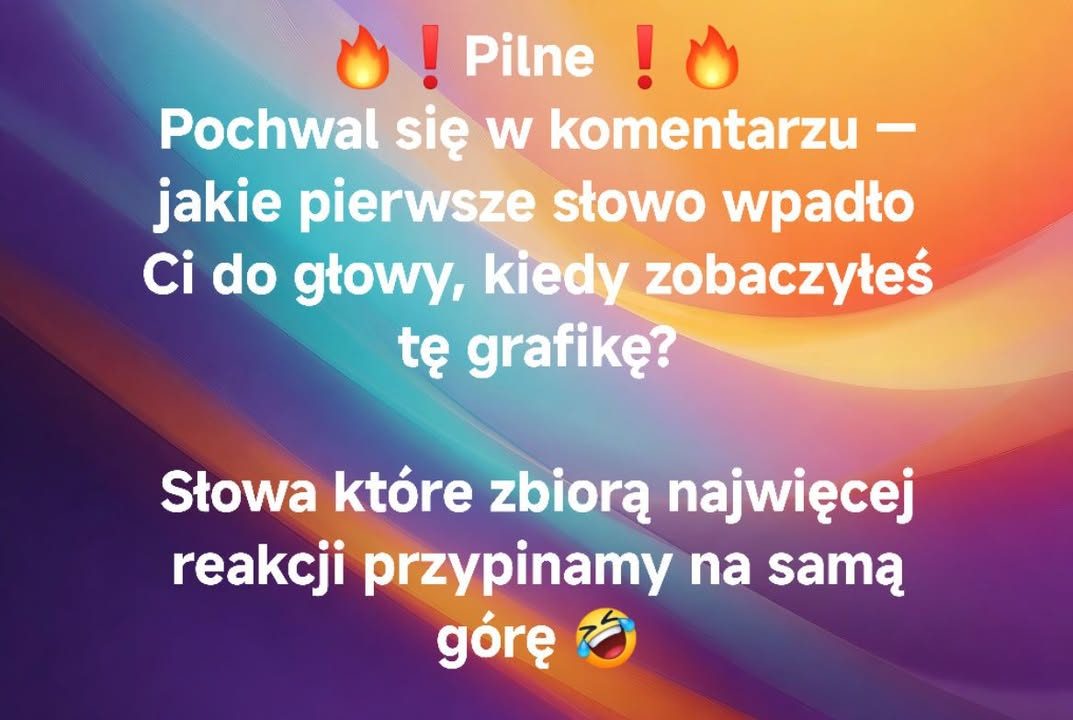 🔥❗Pilne ❗🔥
Pochwal się w komentarzu —
jakie pierwsze słowo wpadło
Ci do głowy, kiedy zobaczyłeś
tę grafikę?
Słowa które zbiorą najwięcej
reakcji przypinamy na samą
górę 🤣